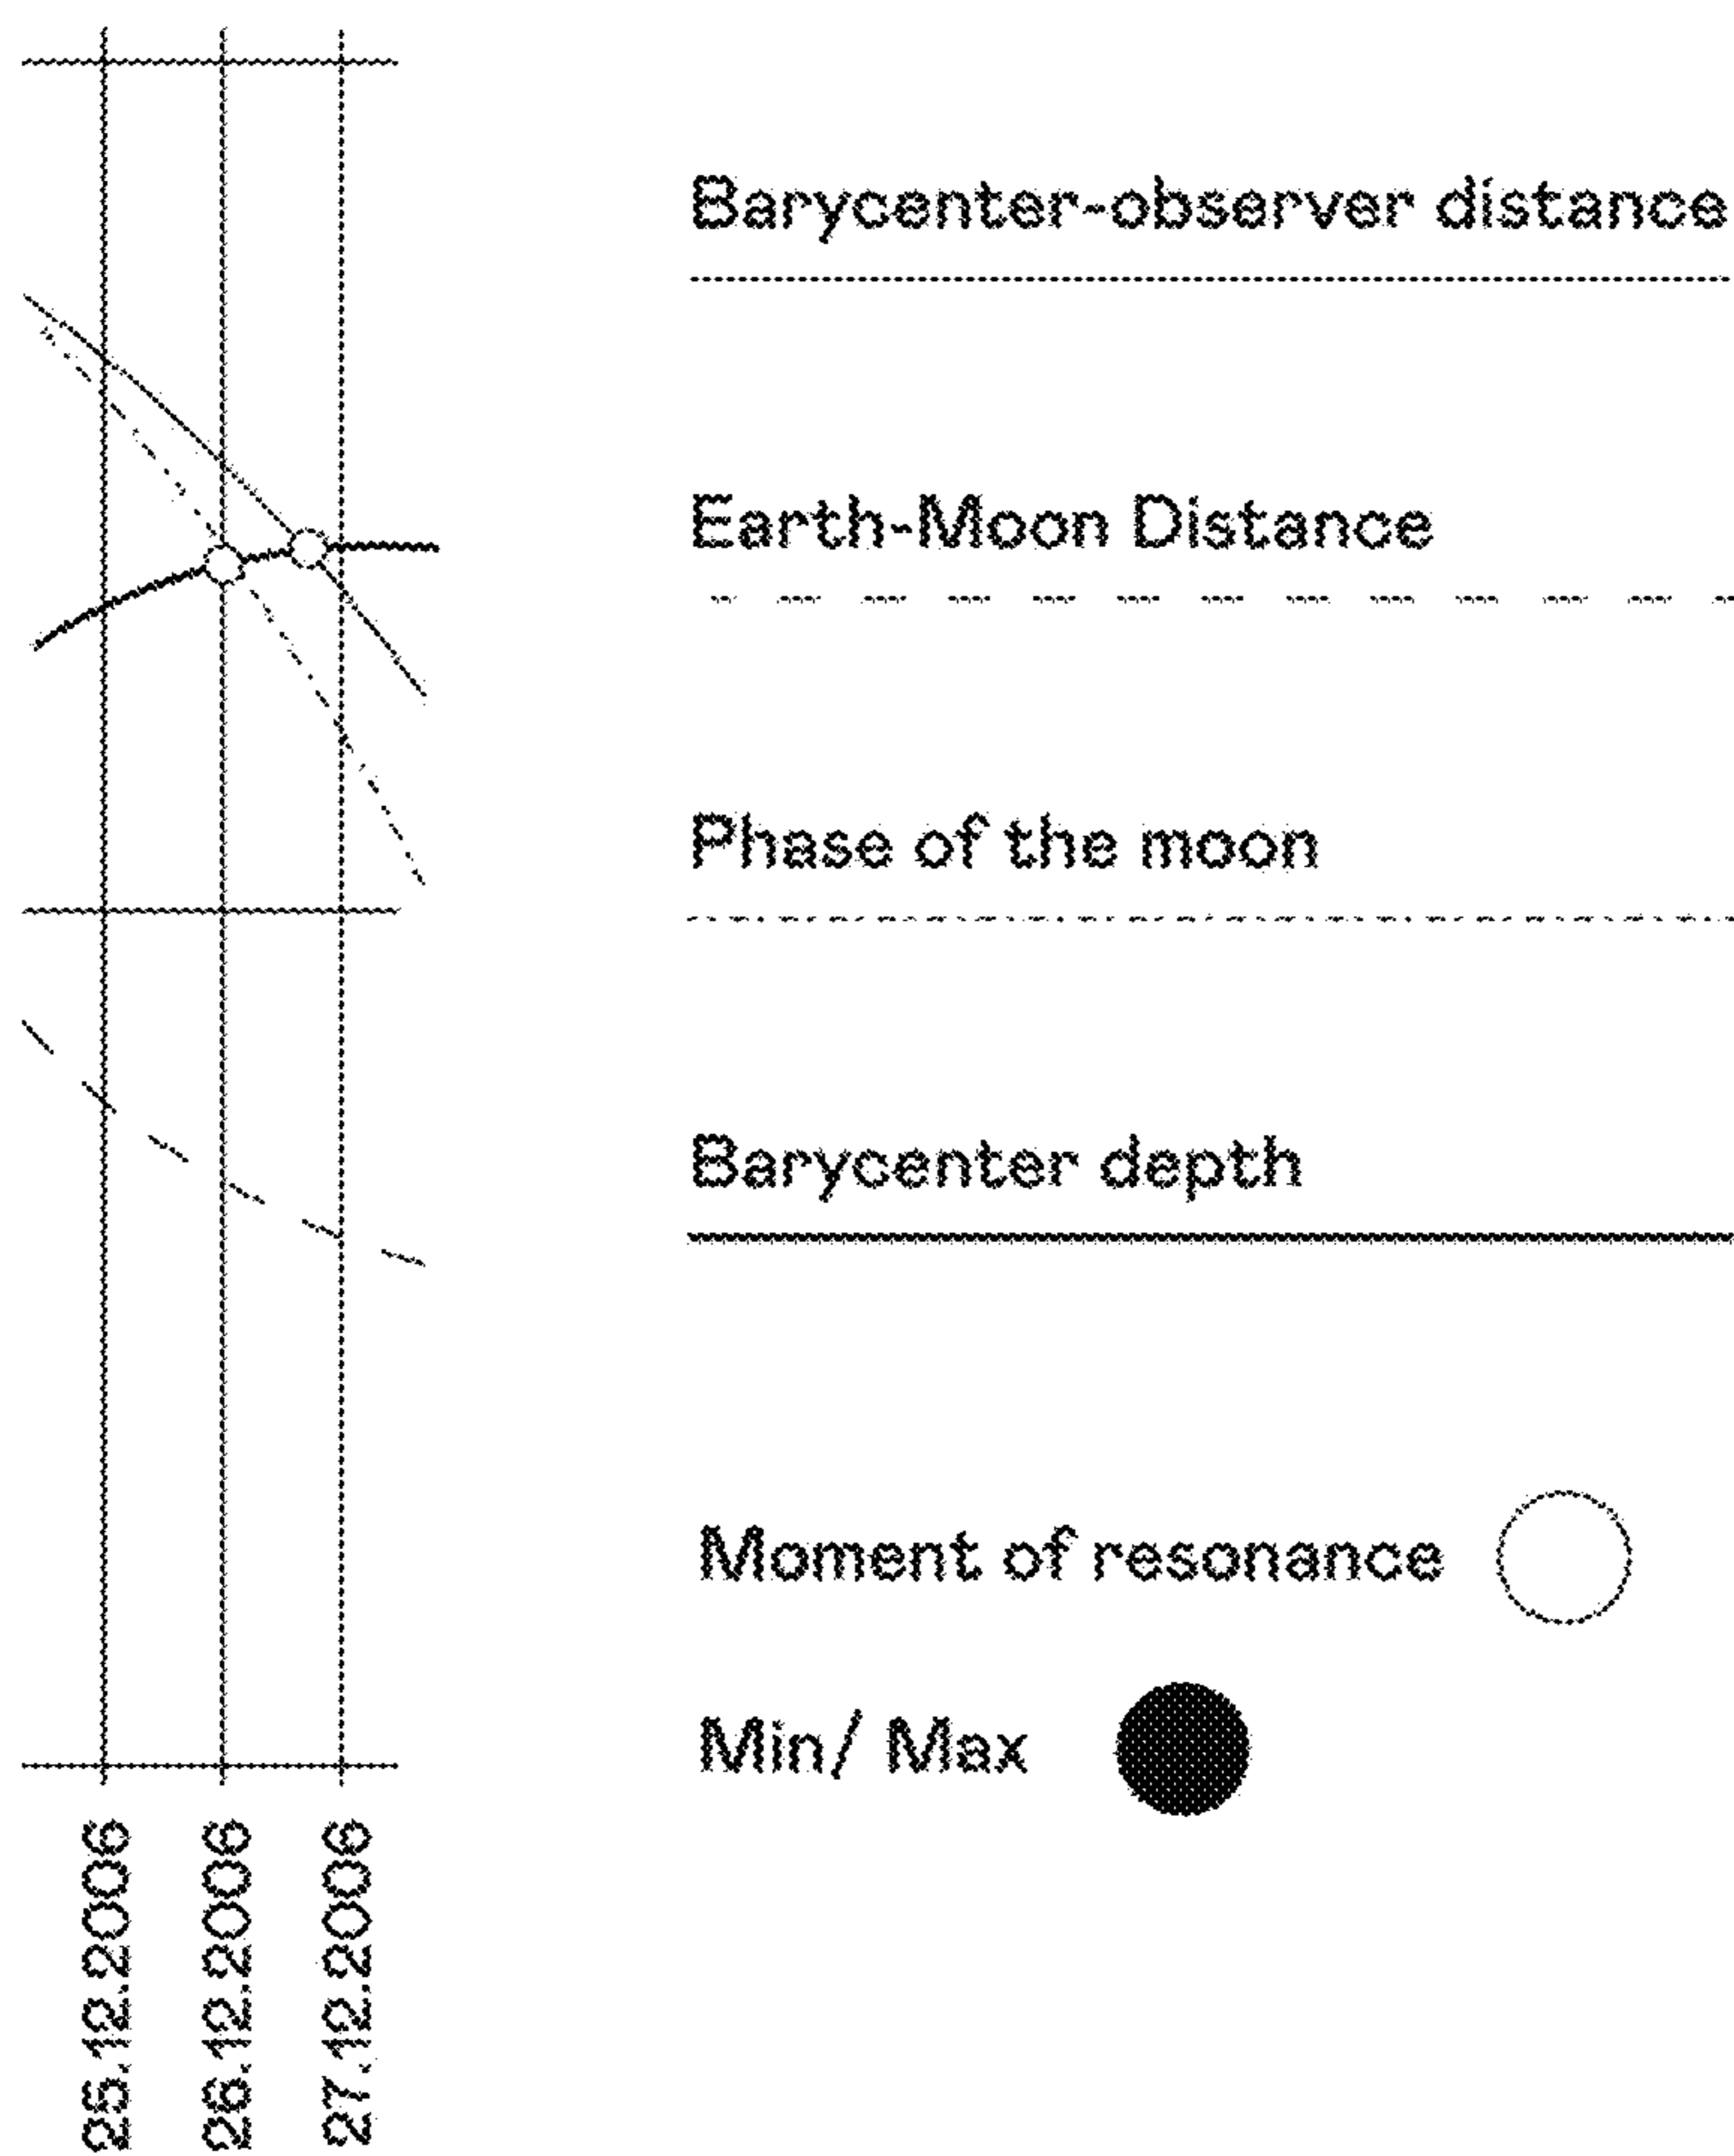 Barycenter-observer distance
Earth-Moon Distance
Phase of the moon
Barycenter depth
Moment of resonance
Min/ Max
25.12.2006
26.12.2006
27.12.2006